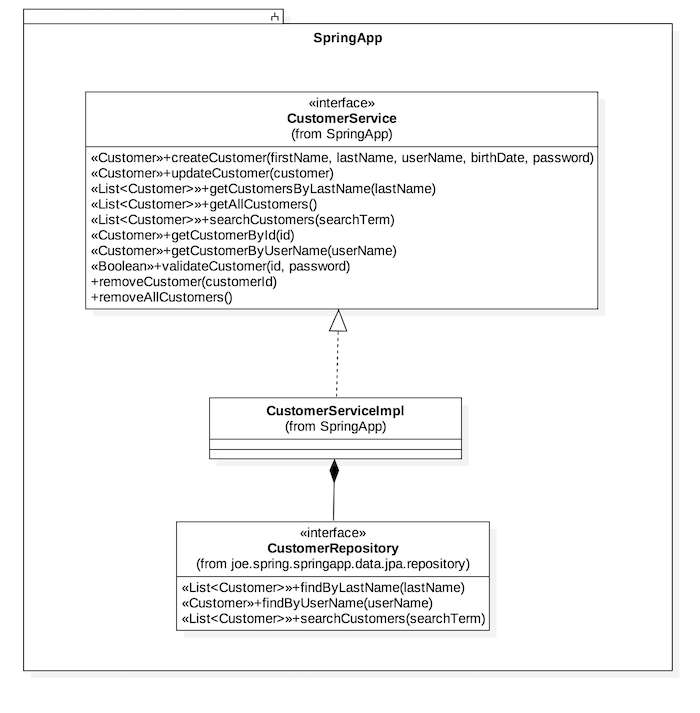 SpringApp
«interface»
CustomerService
(from SpringApp)
«Customer»+createCustomer(firstName, lastName, userName, birthDate, password)
«Customer»+updateCustomer(customer)
«List<Customer>»+getCustomersByLastName(lastName)
«List<Customer>»+getAllCustomers()
«List<Customer>»+searchCustomers(searchTerm)
«Customer»+getCustomerById(id)
«Customer»+getCustomerByUserName(userName)
«Boolean»+validateCustomer(id, password)
+removeCustomer(customerId)
+removeAllCustomers()
CustomerServiceImpl
(from SpringApp)
«interface»
CustomerRepository
(from joe.spring.springapp.data.jpa.repository)
«List<Customer>»+findByLastName(lastName)
«Customer»+findByUserName(userName)
«List<Customer>»+searchCustomers(searchTerm)